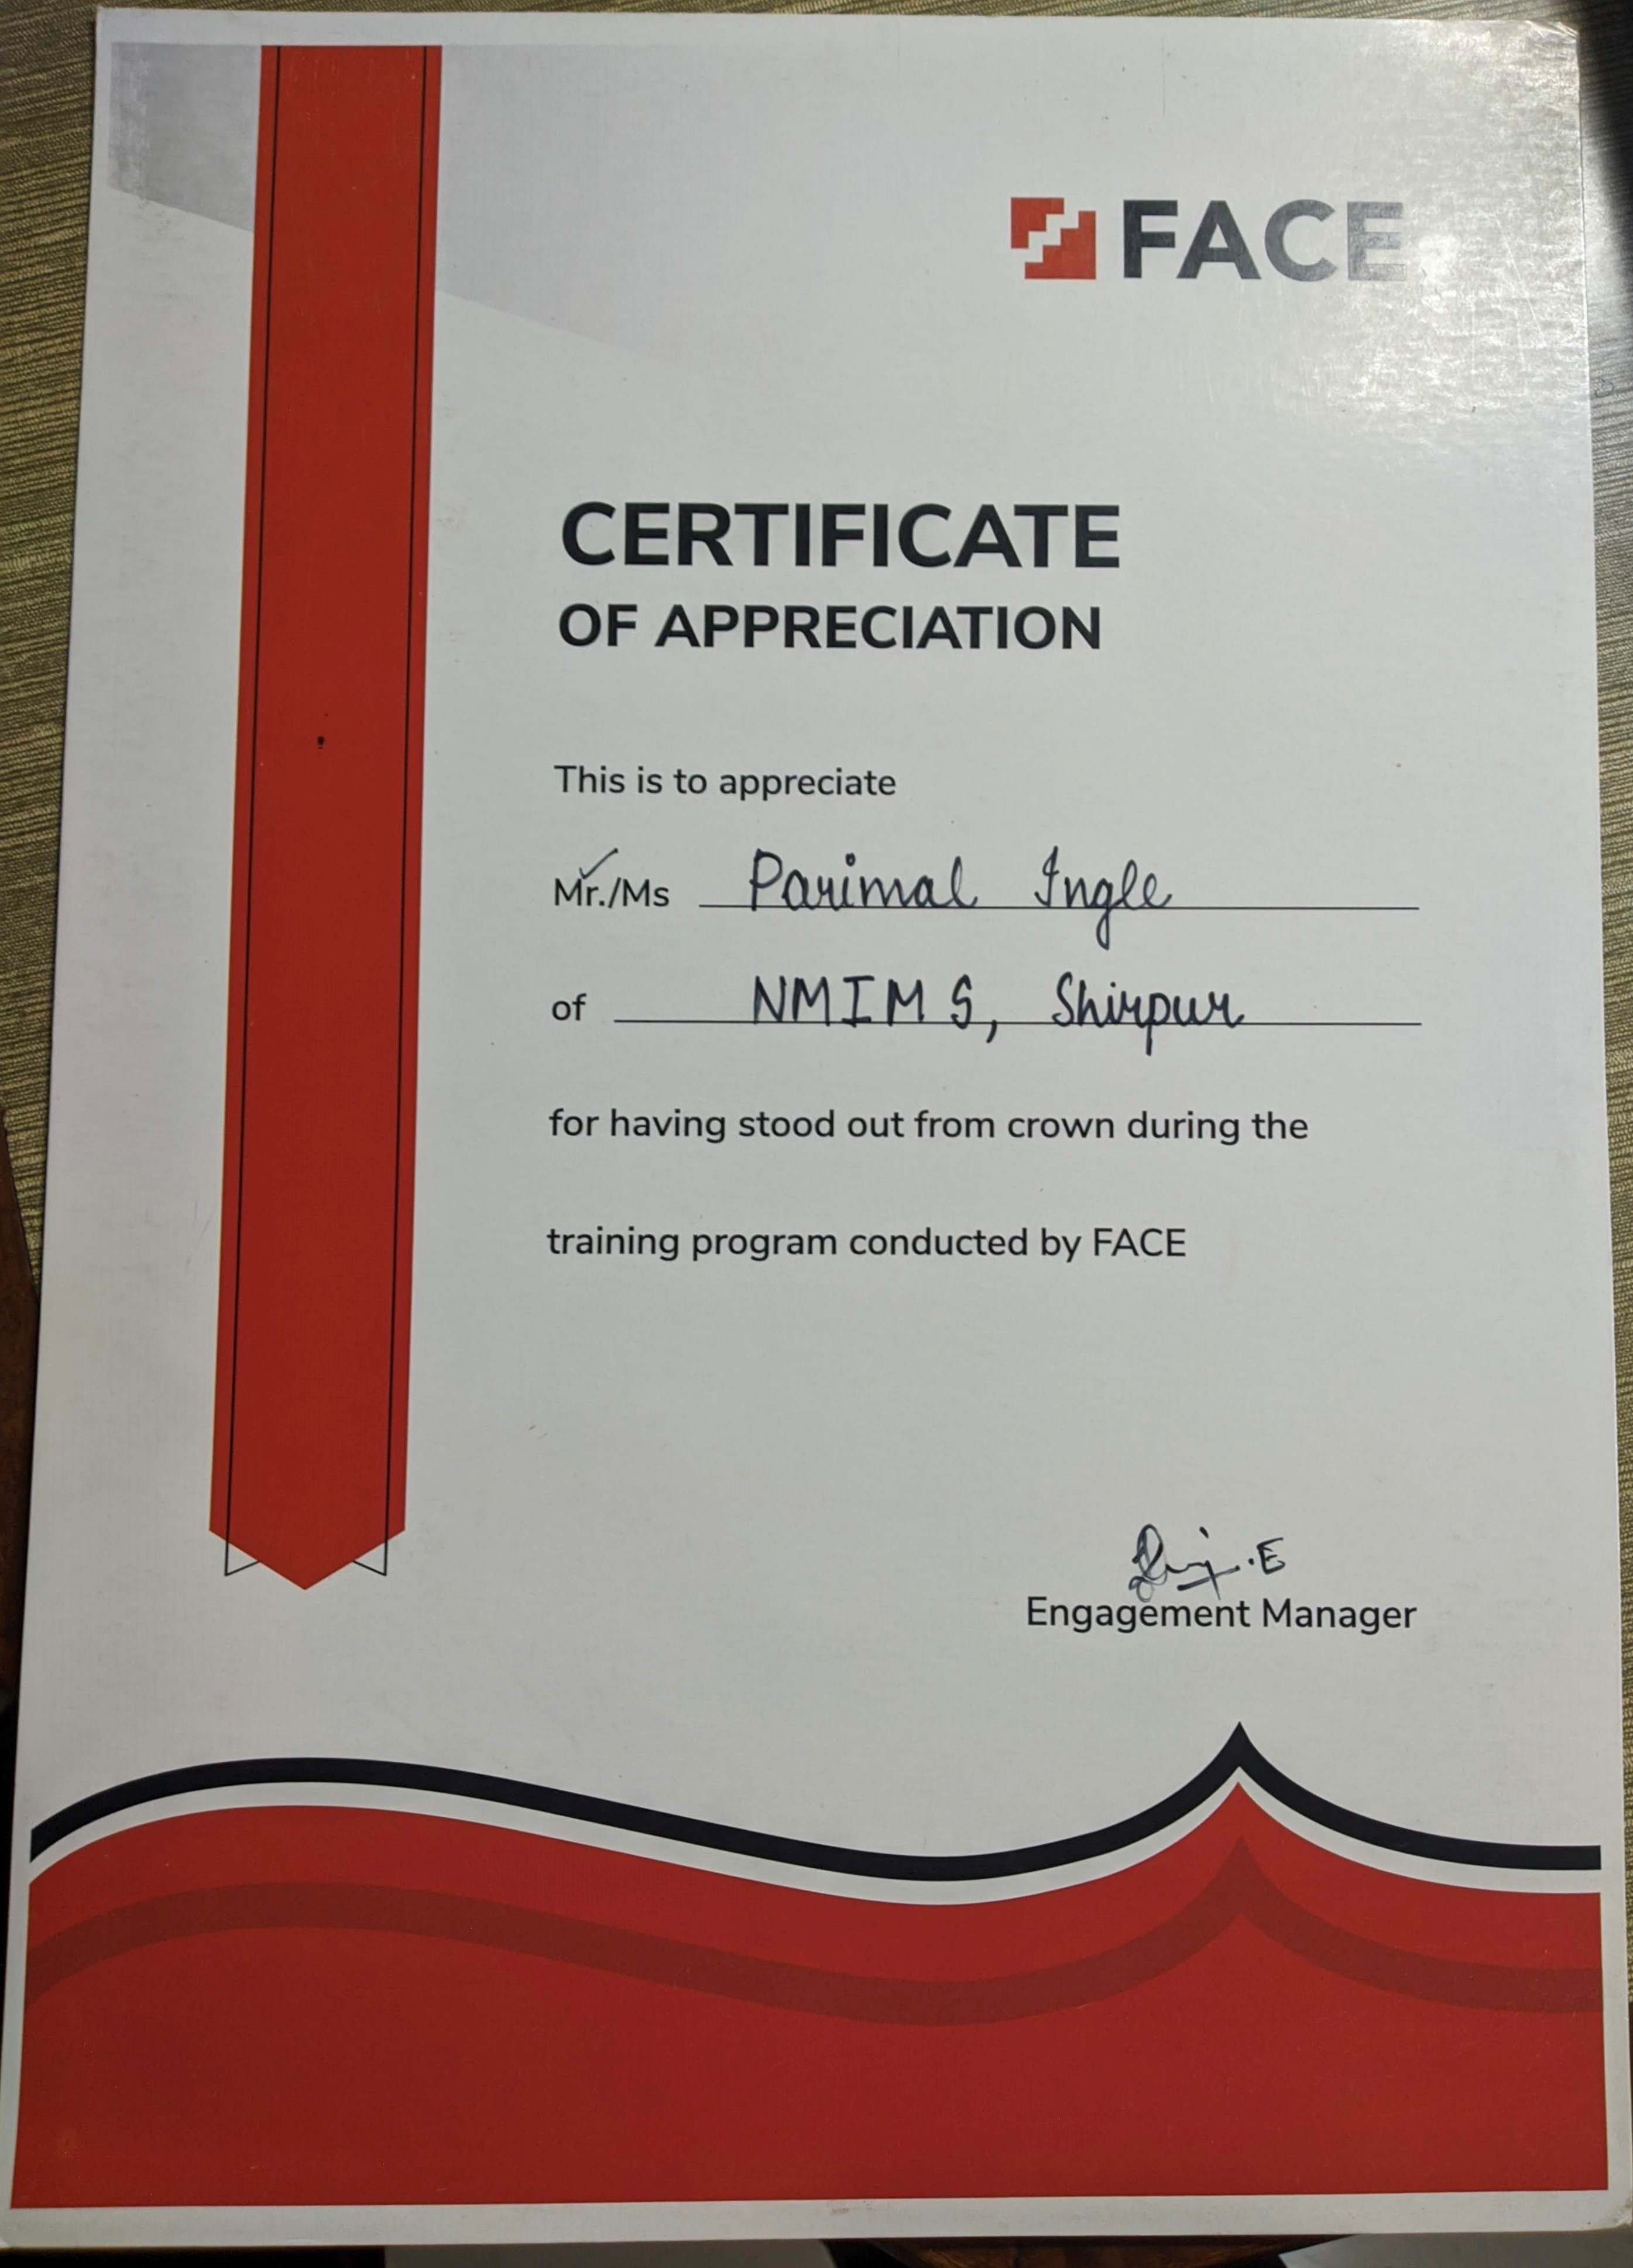 FACE
CERTIFICATE
OF APPRECIATION
This is to appreciate
Mr./Ms Parimal Ingle
of NMIMS, Shirpur
for having stood out from crown during the
training program conducted by FACE
Engagement Manager